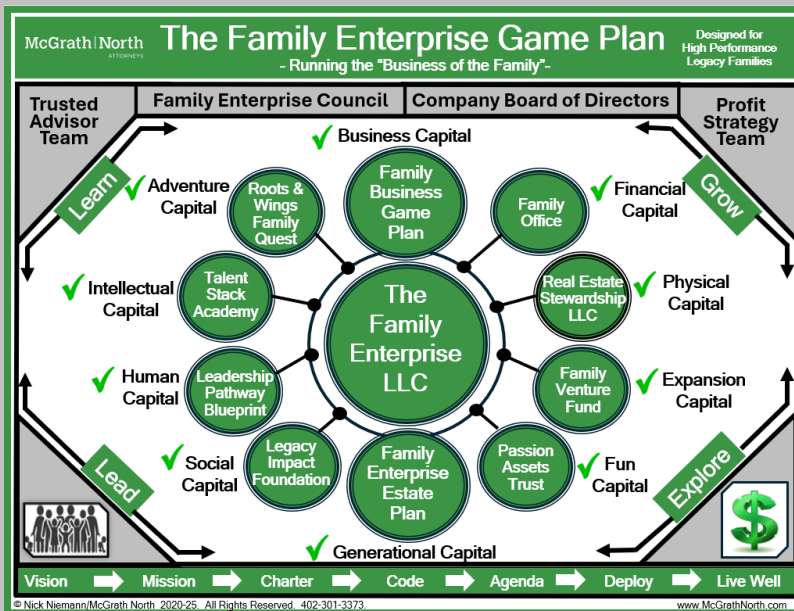 McGrath|North
ATTORNEYS
The Family Enterprise Game Plan
- Running the "Business of the Family"-
Designed for
High Performance
Legacy Families
Trusted
Advisor
Team
Family Enterprise Council
Company Board of Directors
Profit
Strategy
Team
Learn
Grow
Business Capital
Adventure
Capital
Roots &
Wings
Family
Quest
Family
Business
Game
Plan
Family
Office
Financial
Capital
Intellectual
Capital
Talent
Stack
Academy
The
Family
Enterprise
LLC
Real Estate
Stewardship
LLC
Physical
Capital
Human
Capital
Leadership
Pathway
Blueprint
Family
Venture
Fund
Expansion
Capital
Social
Capital
Legacy
Impact
Foundation
Family
Enterprise
Estate
Plan
Passion
Assets
Trust
Fun
Capital
Lead
Explore
Generational Capital
$
Vision
Mission
Charter
Code
Agenda
Deploy
Live Well
© Nick Niemann/McGrath North 2020-25. All Rights Reserved. 402-301-3373.
www.McGrathNorth.com